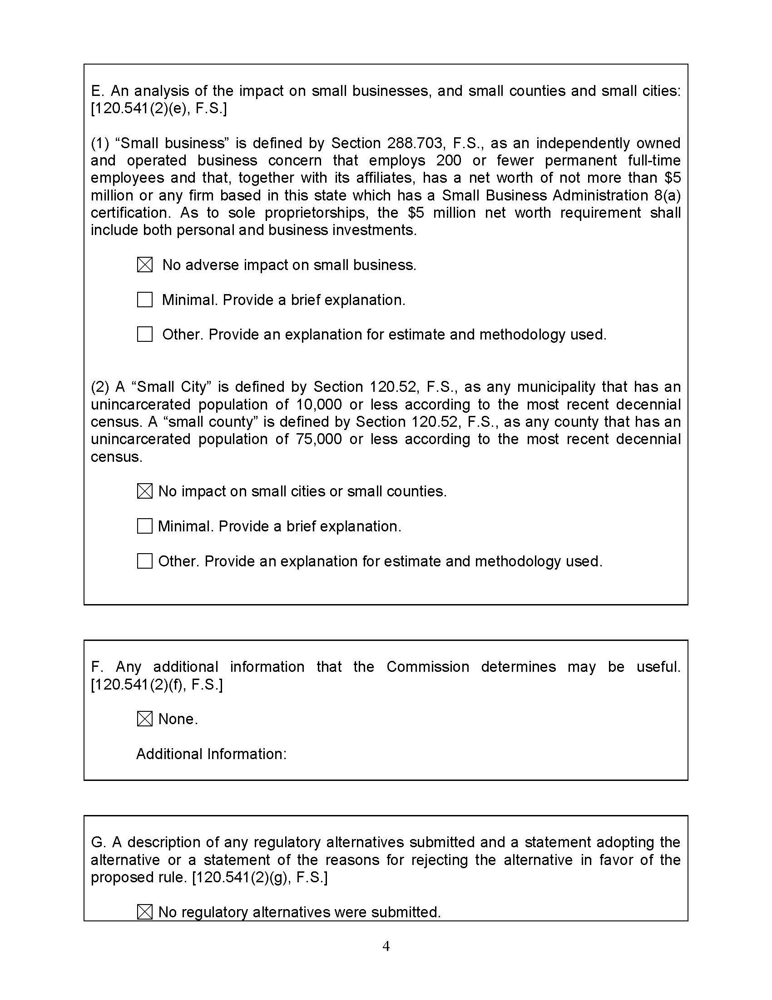 E. An analysis of the impact on small businesses, and small counties and small cities:
[120.541(2)(e), F.S.]
(1) “Small business” is defined by Section 288.703, F.S., as an independently owned
and operated business concern that employs 200 or fewer permanent full-time
employees and that, together with its affiliates, has a net worth of not more than $5
million or any firm based in this state which has a Small Business Administration 8(a)
certification. As to sole proprietorships, the $5 million net worth requirement shall
include both personal and business investments.
☒ No adverse impact on small business.
☐ Minimal. Provide a brief explanation.
☐ Other. Provide an explanation for estimate and methodology used.
(2) A “Small City” is defined by Section 120.52, F.S., as any municipality that has an
unincarcerated population of 10,000 or less according to the most recent decennial
census. A “small county” is defined by Section 120.52, F.S., as any county that has an
unincarcerated population of 75,000 or less according to the most recent decennial
census.
☒ No impact on small cities or small counties.
☐ Minimal. Provide a brief explanation.
☐ Other. Provide an explanation for estimate and methodology used.
F. Any additional information that the Commission determines may be useful.
[120.541(2)(f), F.S.]
☒ None.
Additional Information:
G. A description of any regulatory alternatives submitted and a statement adopting the
alternative or a statement of the reasons for rejecting the alternative in favor of the
proposed rule. [120.541(2)(g), F.S.]
☒ No regulatory alternatives were submitted.
4